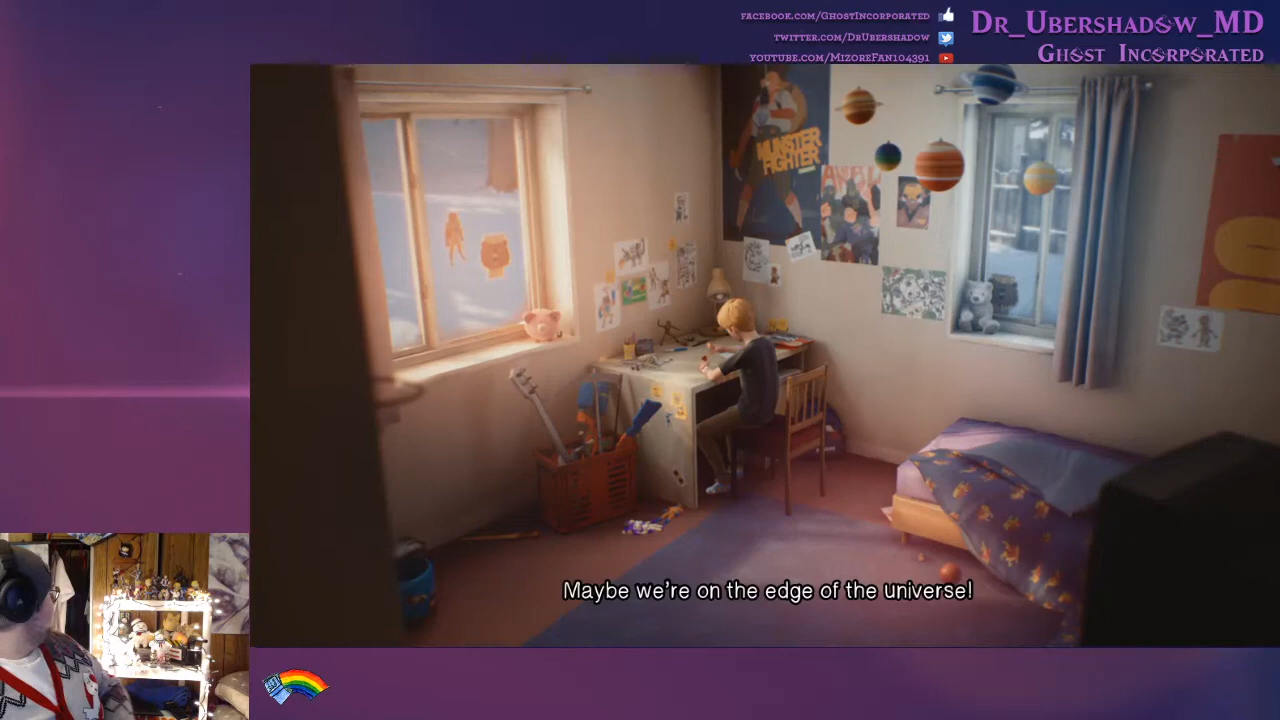 facebook.com/GhostIncorporated
twitter.com/DrUbershadow
youtube.com/MizoreFan104391
Dr_Ubershadow_MD
Ghost Incorporated
MUNSTER
FIGHTER
Maybe we're on the edge of the universe!